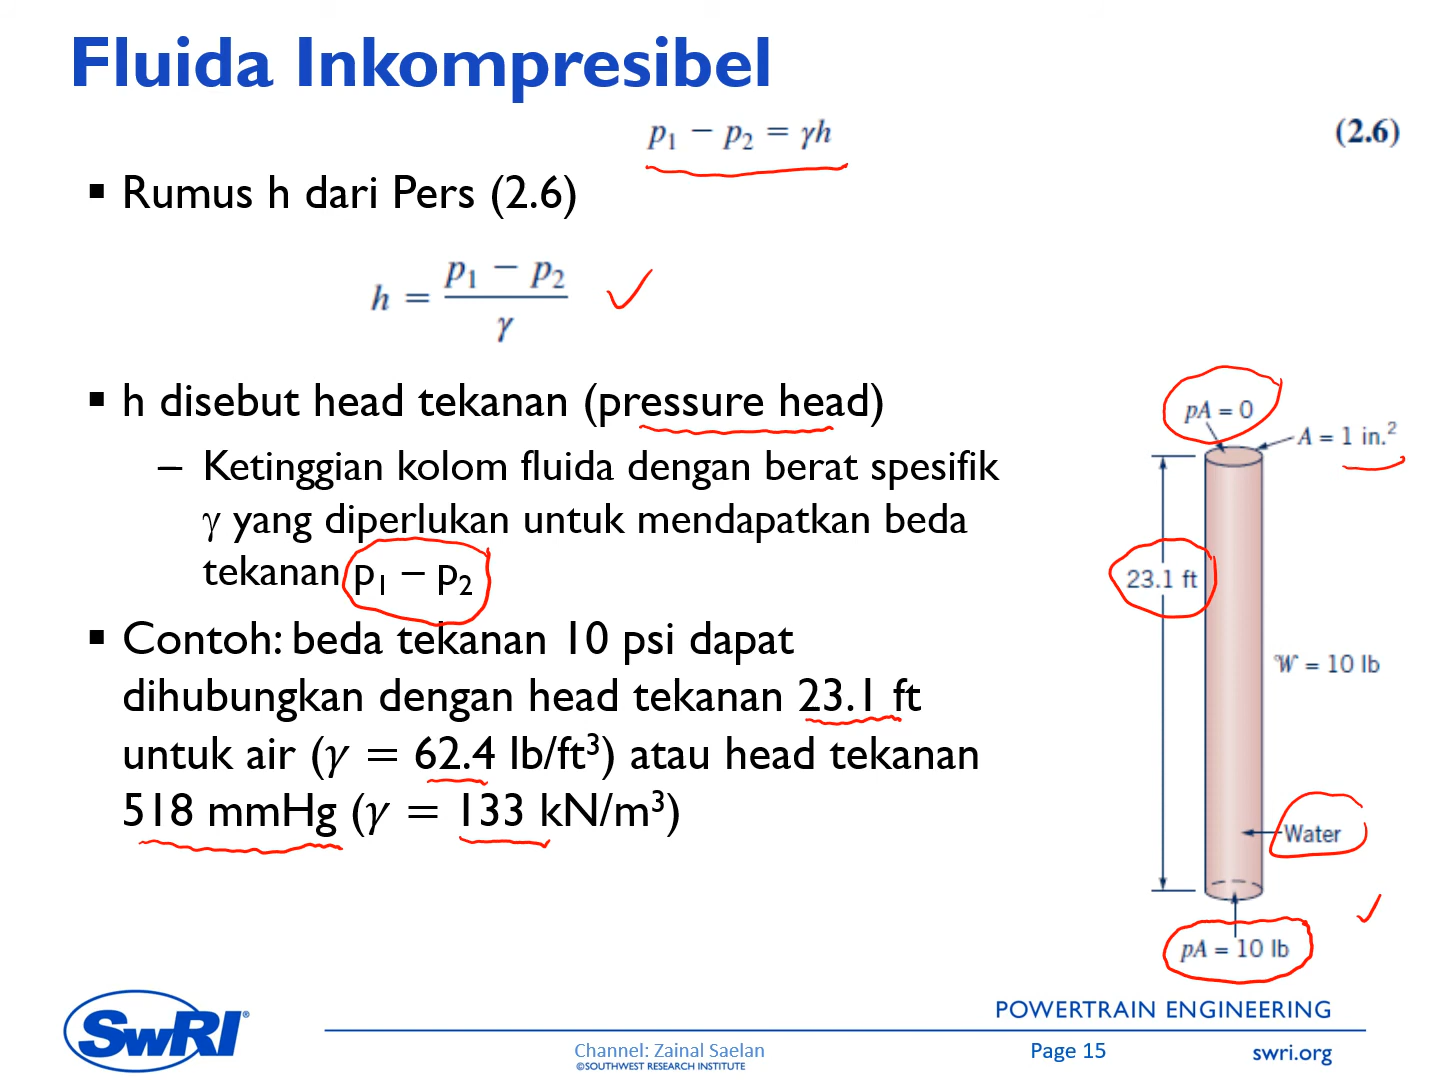 Fluida Inkompresibel
p₁ − p₂ = γh
(2.6)
▪ Rumus h dari Pers (2.6)
h = (p₁ − p₂) / γ
▪ h disebut head tekanan (pressure head)
– Ketinggian kolom fluida dengan berat spesifik
γ yang diperlukan untuk mendapatkan beda
tekanan p₁ – p₂
▪ Contoh: beda tekanan 10 psi dapat
dihubungkan dengan head tekanan 23.1 ft
untuk air (γ = 62.4 lb/ft³) atau head tekanan
518 mmHg (γ = 133 kN/m³)
pA = 0
A = 1 in.²
23.1 ft
𝒲 = 10 lb
Water
pA = 10 lb
SwRI®
POWERTRAIN ENGINEERING
Channel: Zainal Saelan
©SOUTHWEST RESEARCH INSTITUTE
Page 15
swri.org